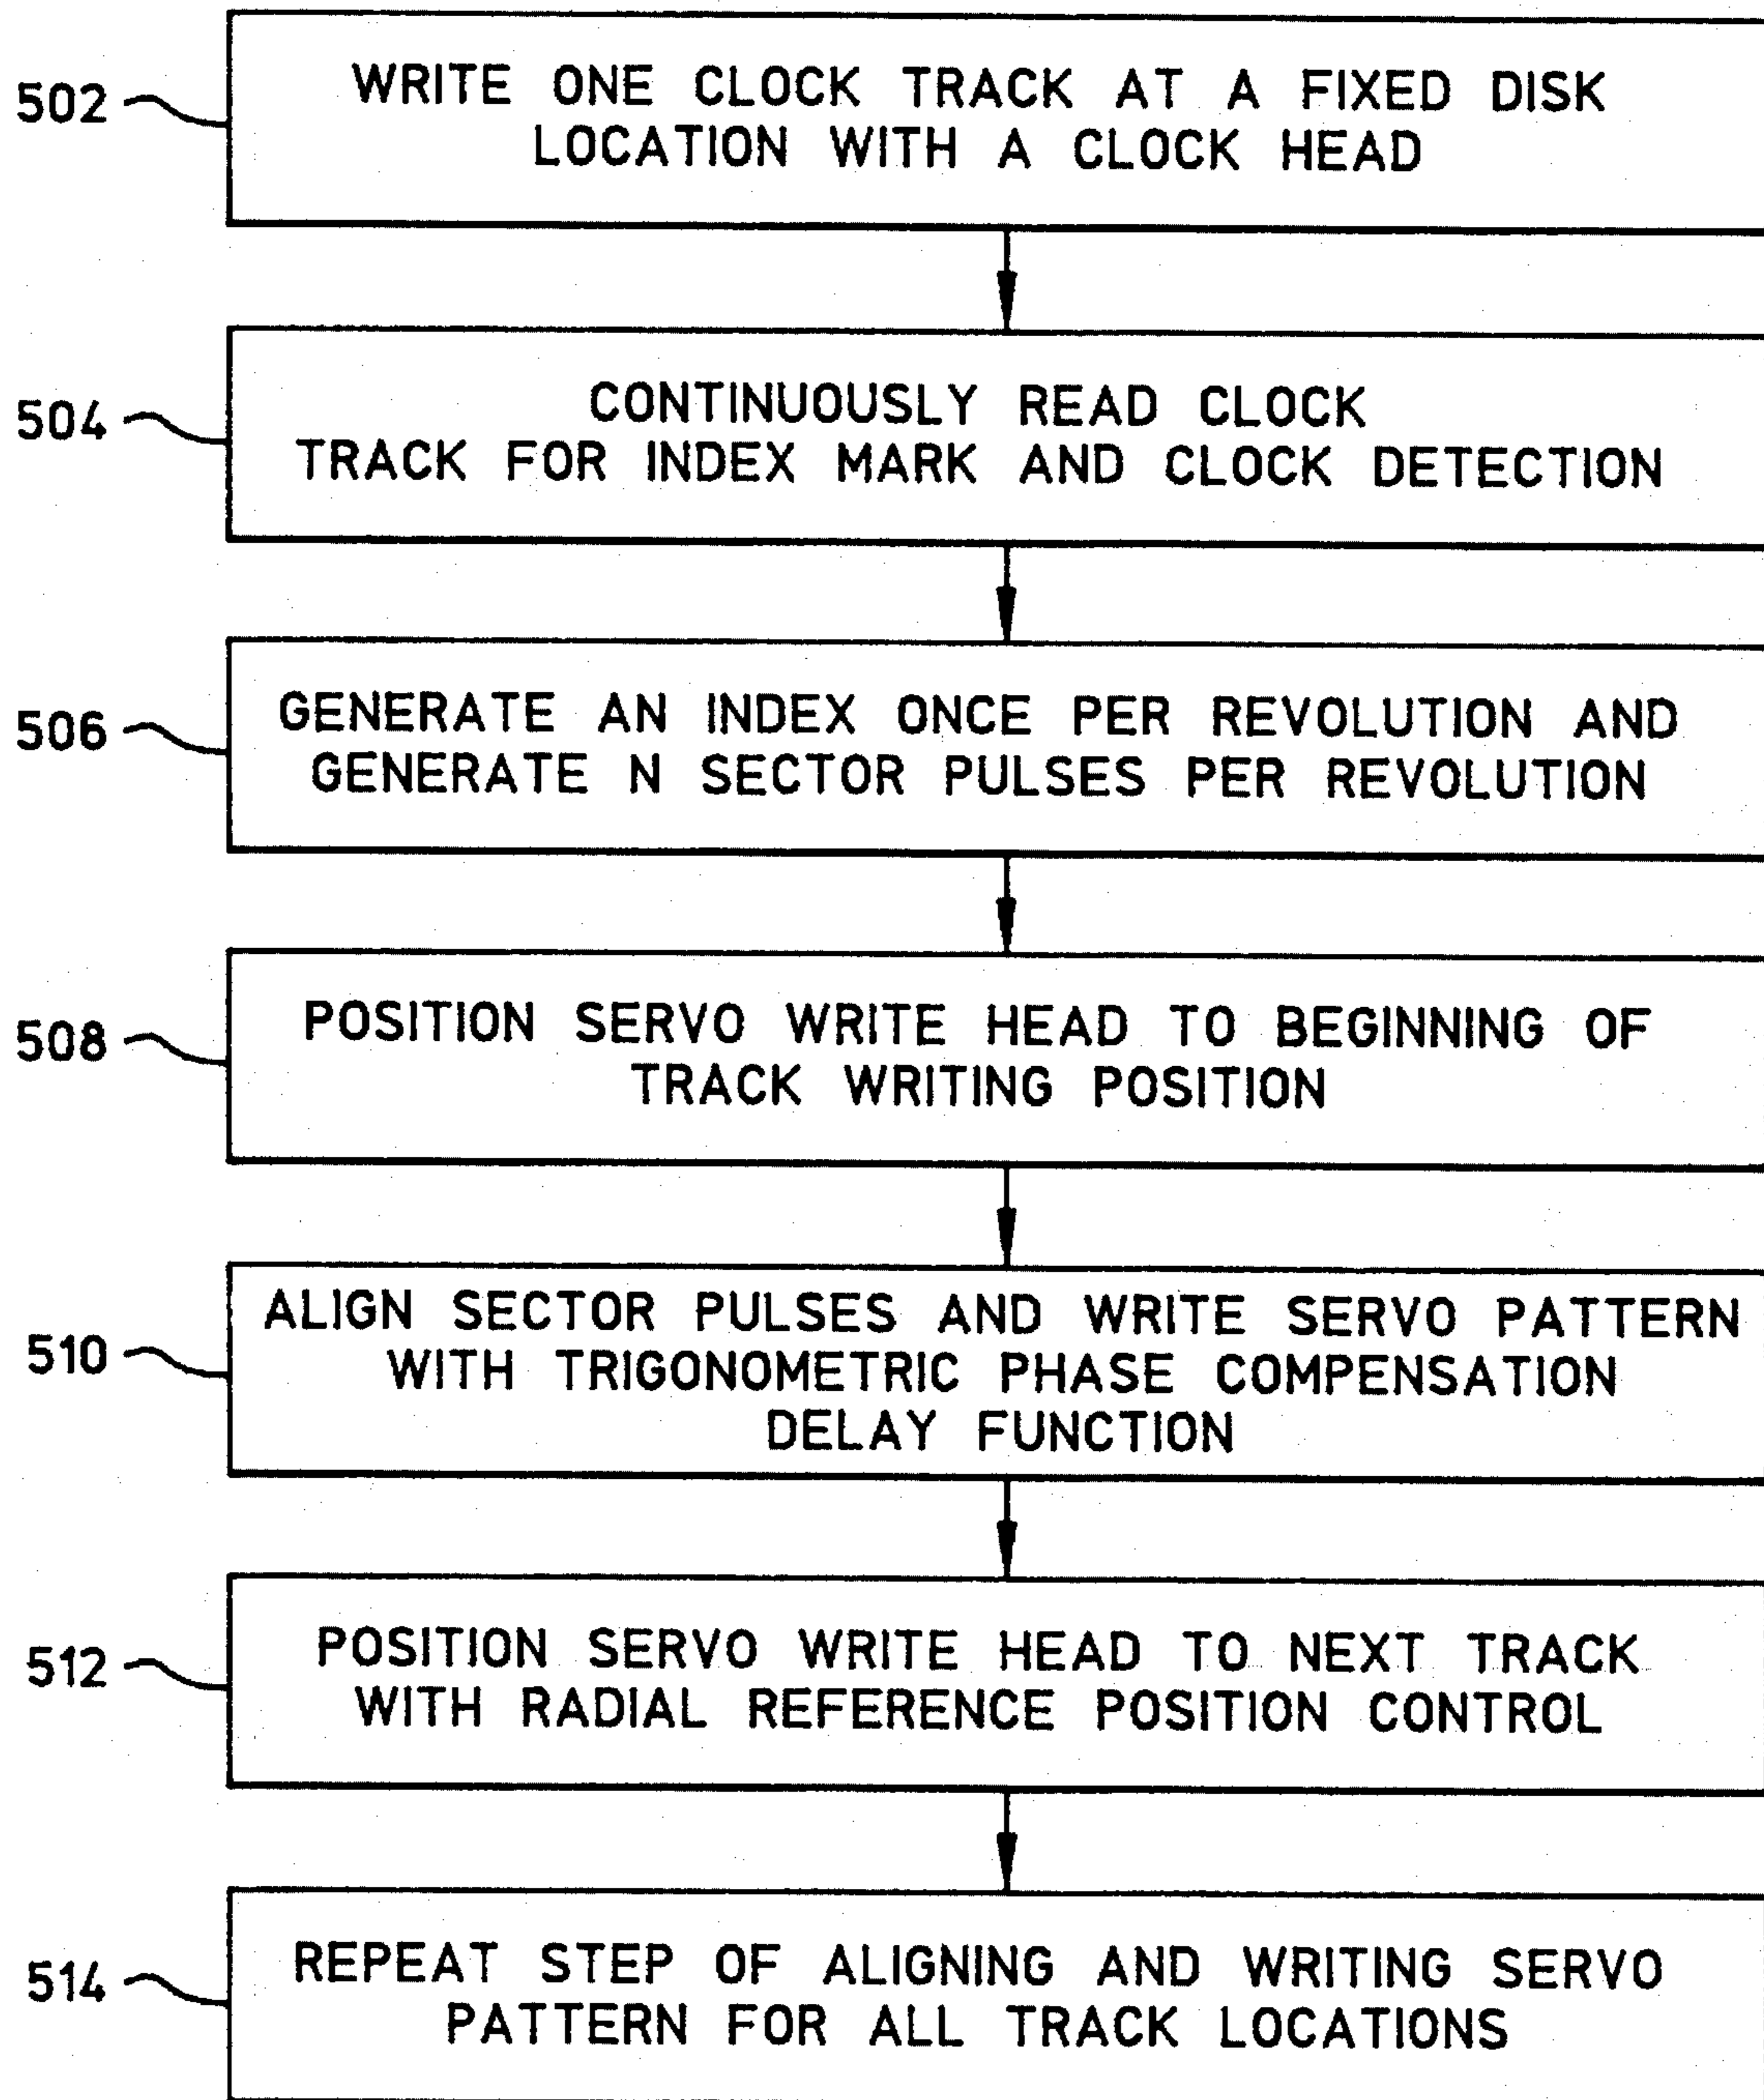 502
WRITE ONE CLOCK TRACK AT A FIXED DISK
LOCATION WITH A CLOCK HEAD
504
CONTINUOUSLY READ CLOCK
TRACK FOR INDEX MARK AND CLOCK DETECTION
506
GENERATE AN INDEX ONCE PER REVOLUTION AND
GENERATE N SECTOR PULSES PER REVOLUTION
508
POSITION SERVO WRITE HEAD TO BEGINNING OF
TRACK WRITING POSITION
510
ALIGN SECTOR PULSES AND WRITE SERVO PATTERN
WITH TRIGONOMETRIC PHASE COMPENSATION
DELAY FUNCTION
512
POSITION SERVO WRITE HEAD TO NEXT TRACK
WITH RADIAL REFERENCE POSITION CONTROL
514
REPEAT STEP OF ALIGNING AND WRITING SERVO
PATTERN FOR ALL TRACK LOCATIONS